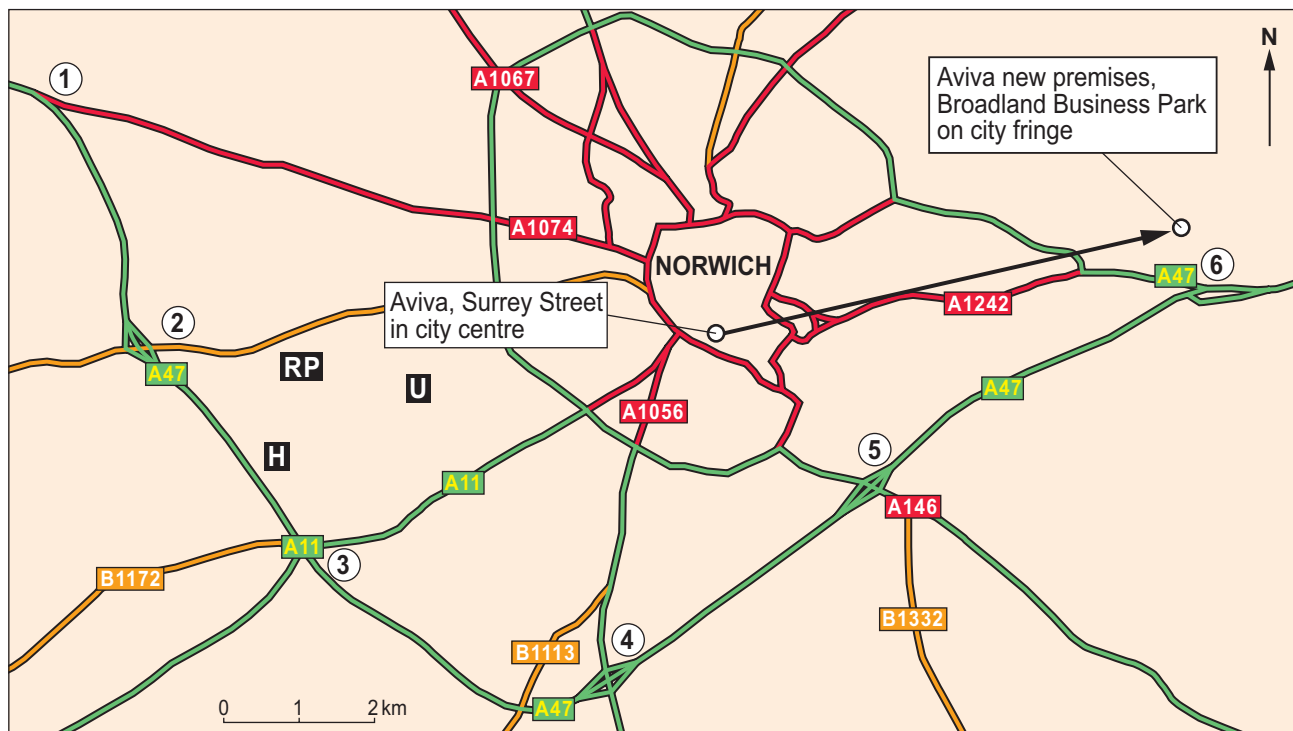 1
A1067
N
Aviva new premises,
Broadland Business Park
on city fringe
A1074
NORWICH
A47
6
Aviva, Surrey Street
in city centre
A1242
2
RP
A47
U
A47
A1056
H
5
A11
A146
A11
3
B1172
B1332
4
B1113
0 1 2 km
A47